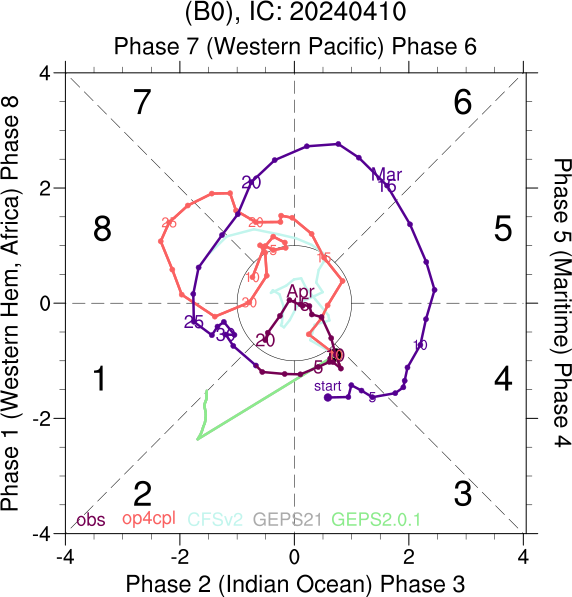 (B0), IC: 20240410
Phase 7 (Western Pacific) Phase 6
4
2
0
-2
-4
-4
-2
0
2
4
Phase 1 (Western Hem, Africa) Phase 8
Phase 5 (Maritime) Phase 4
Phase 2 (Indian Ocean) Phase 3
7
6
8
5
1
4
2
3
Mar
15
20
25
20
25
15
10
30
Apr
15
20
25
30
10
5
10
start
5
obs
op4cpl
CFSv2
GEPS21
GEPS2.0.1